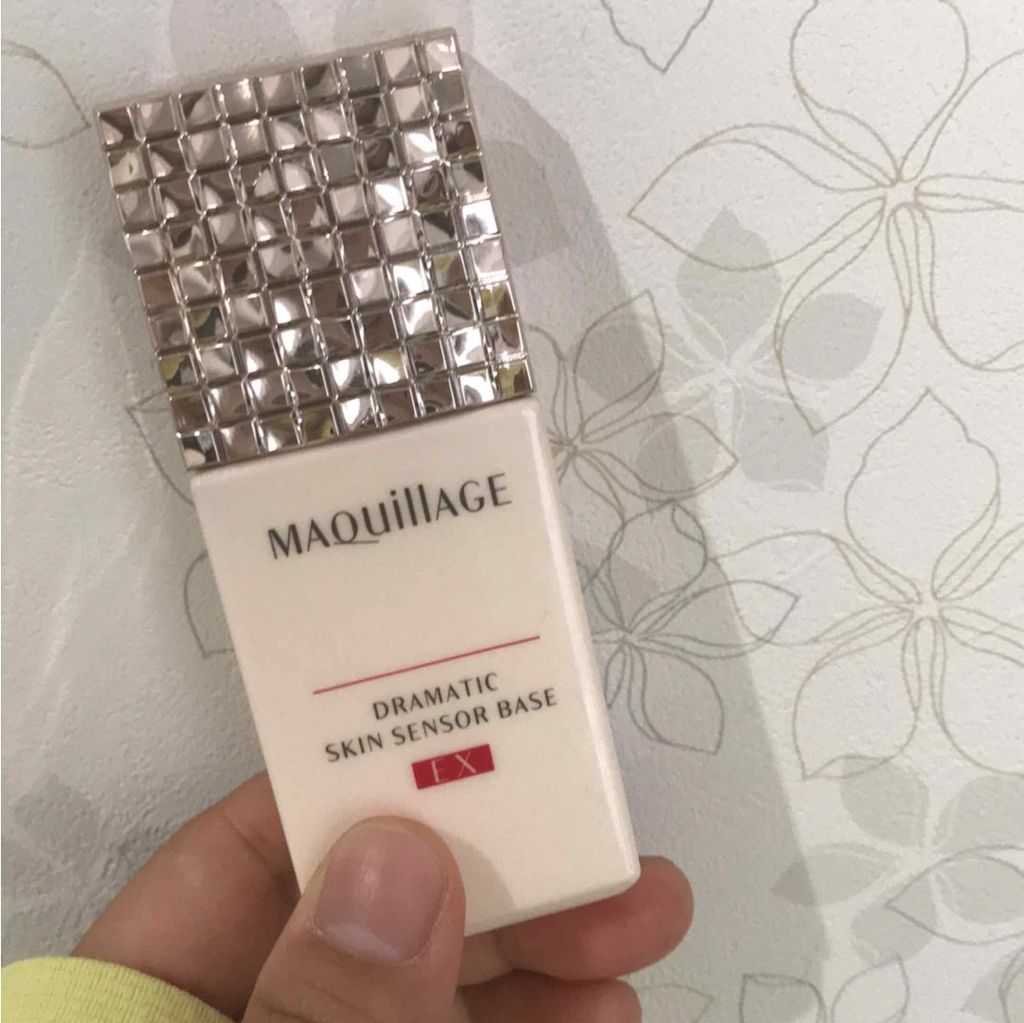 MAQuillAGE
DRAMATIC
SKIN SENSOR BASE
EX